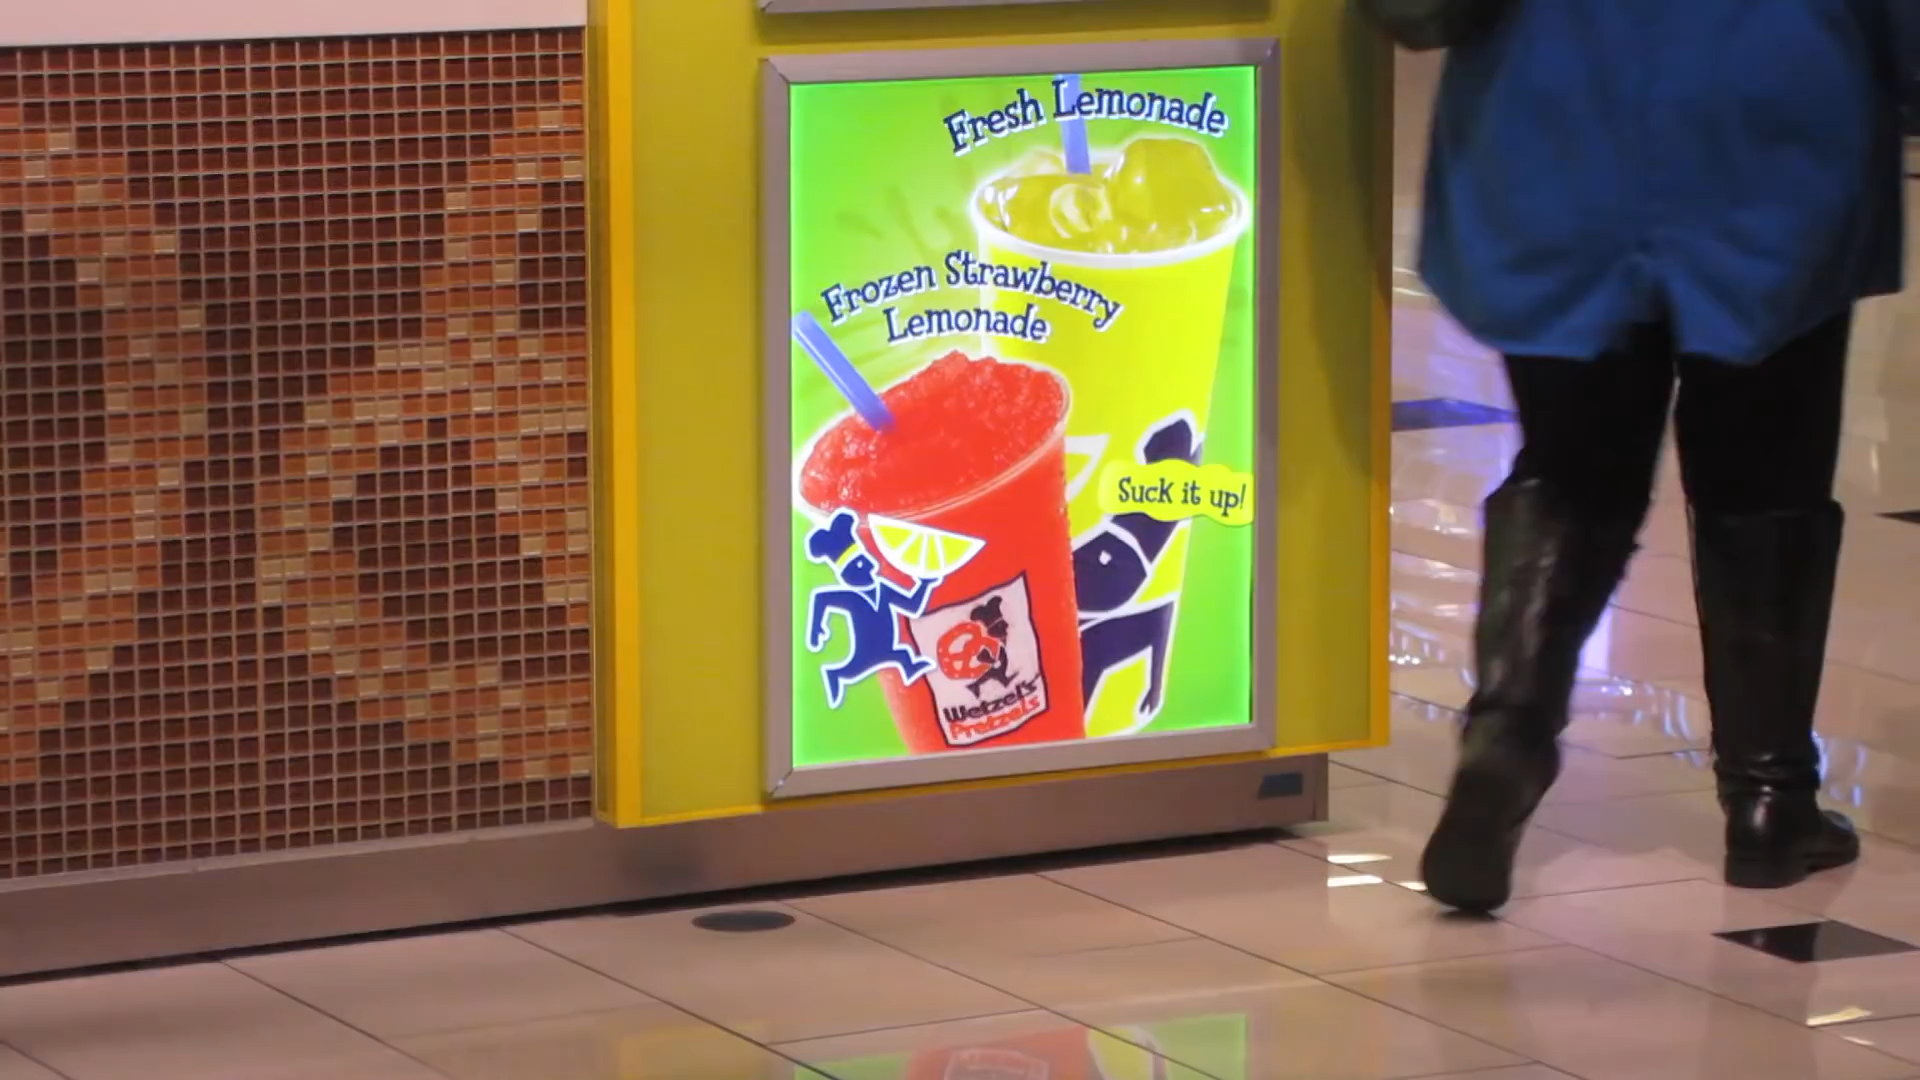 Fresh Lemonade
Frozen Strawberry
Lemonade
Suck it up!
Wetzel's
Pretzels